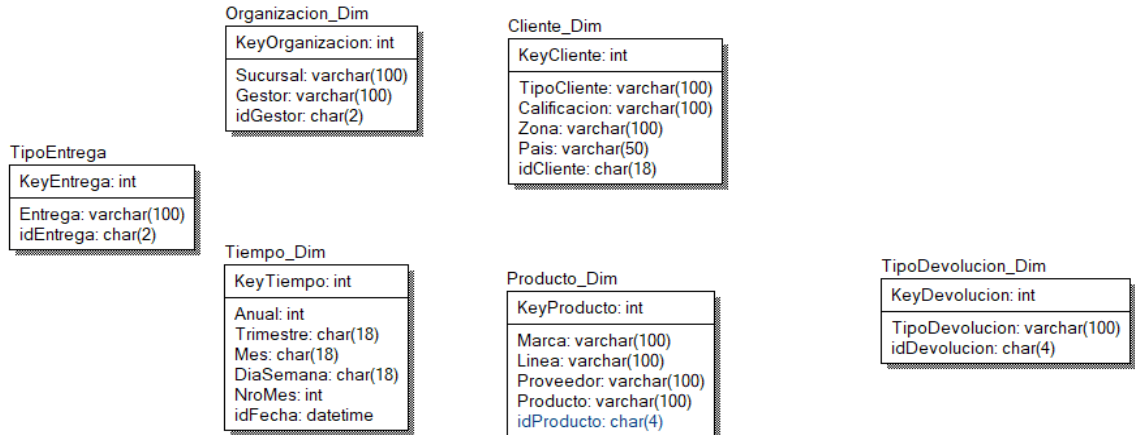 Organizacion_Dim
KeyOrganizacion: int
Sucursal: varchar(100)
Gestor: varchar(100)
idGestor: char(2)
Cliente_Dim
KeyCliente: int
TipoCliente: varchar(100)
Calificacion: varchar(100)
Zona: varchar(100)
Pais: varchar(50)
idCliente: char(18)
TipoEntrega
KeyEntrega: int
Entrega: varchar(100)
idEntrega: char(2)
Tiempo_Dim
KeyTiempo: int
Anual: int
Trimestre: char(18)
Mes: char(18)
DiaSemana: char(18)
NroMes: int
idFecha: datetime
Producto_Dim
KeyProducto: int
Marca: varchar(100)
Linea: varchar(100)
Proveedor: varchar(100)
Producto: varchar(100)
idProducto: char(4)
TipoDevolucion_Dim
KeyDevolucion: int
TipoDevolucion: varchar(100)
idDevolucion: char(4)